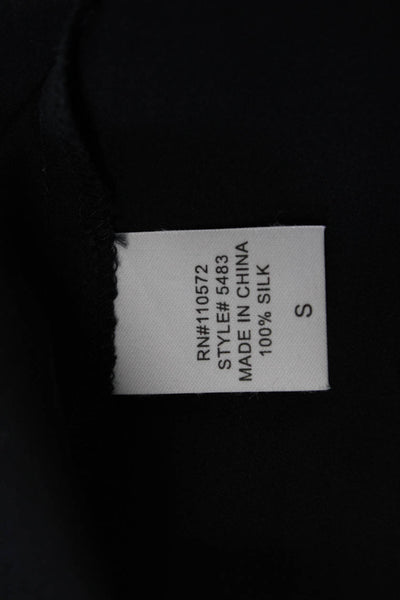 RN#110572
STYLE# 5483
MADE IN CHINA
100% SILK
S